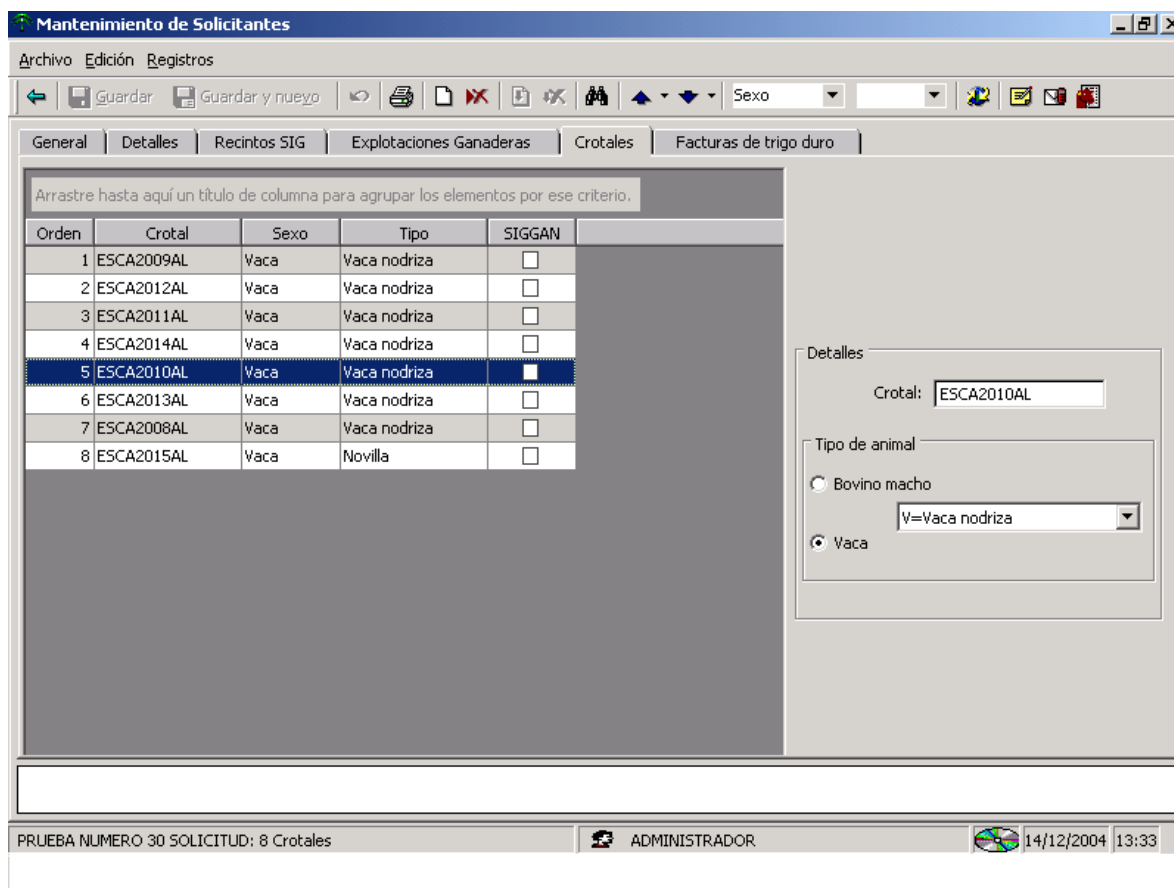 Mantenimiento de Solicitantes
Archivo Edición Registros
Guardar Guardar y nuevo Sexo
General Detalles Recintos SIG Explotaciones Ganaderas Crotales Facturas de trigo duro
Arrastre hasta aquí un título de columna para agrupar los elementos por ese criterio.
Orden Crotal Sexo Tipo SIGGAN
1 ESCA2009AL Vaca Vaca nodriza
2 ESCA2012AL Vaca Vaca nodriza
3 ESCA2011AL Vaca Vaca nodriza
4 ESCA2014AL Vaca Vaca nodriza
5 ESCA2010AL Vaca Vaca nodriza
6 ESCA2013AL Vaca Vaca nodriza
7 ESCA2008AL Vaca Vaca nodriza
8 ESCA2015AL Vaca Novilla
Detalles
Crotal: ESCA2010AL
Tipo de animal
Bovino macho
V=Vaca nodriza
Vaca
PRUEBA NUMERO 30 SOLICITUD: 8 Crotales ADMINISTRADOR 14/12/2004 13:33